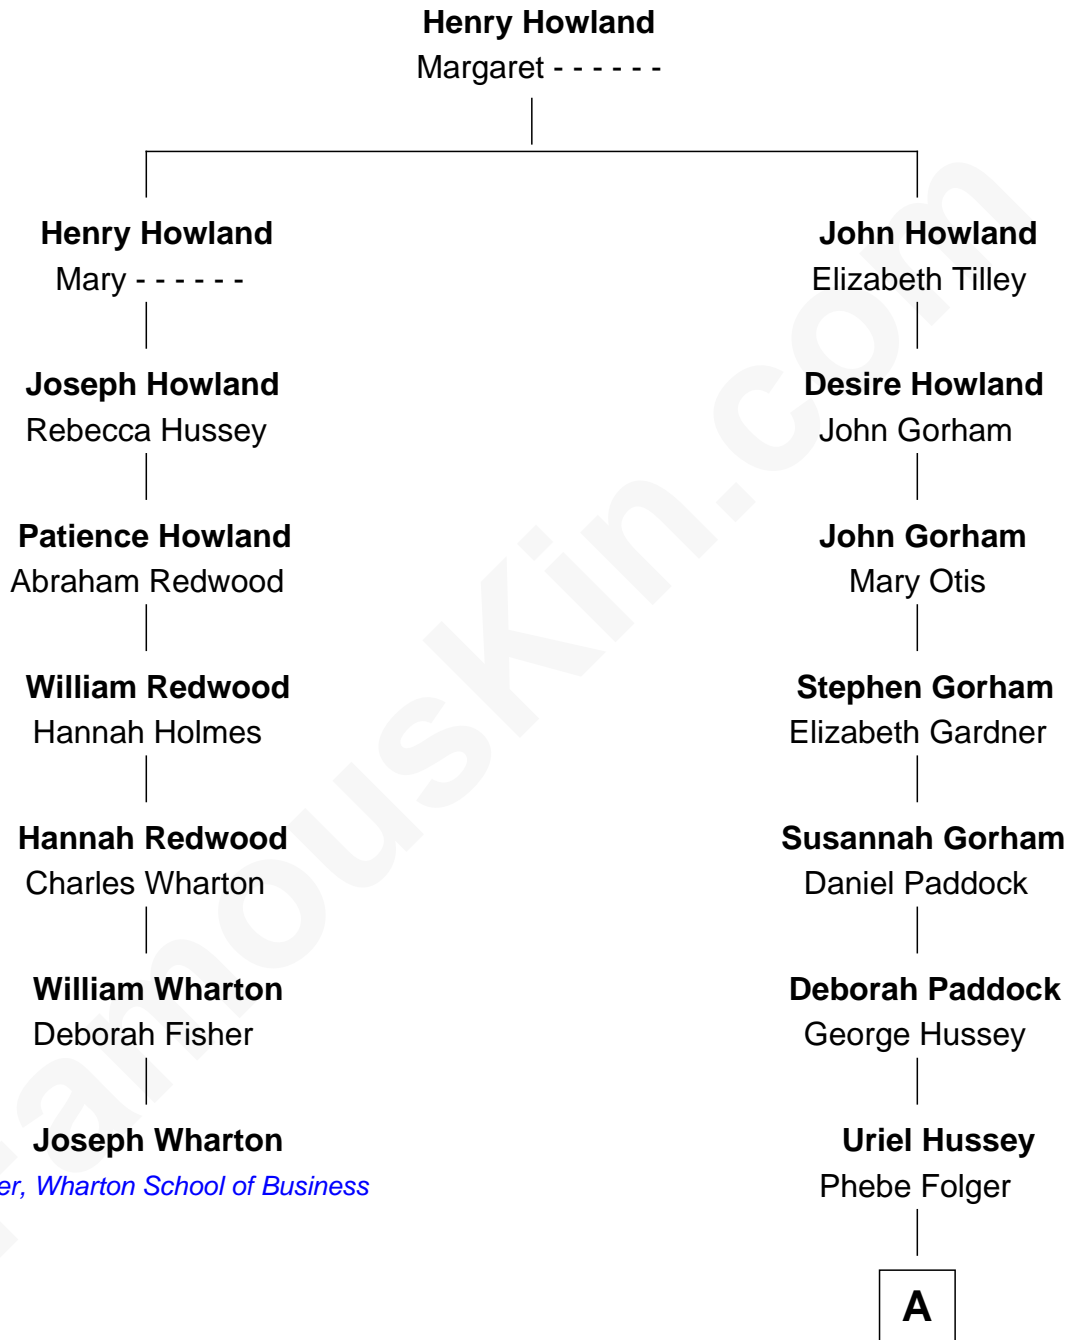 Henry Howland
Margaret - - - - - -
Henry Howland
Mary - - - - - -
Joseph Howland
Rebecca Hussey
Patience Howland
Abraham Redwood
William Redwood
Hannah Holmes
Hannah Redwood
Charles Wharton
William Wharton
Deborah Fisher
Joseph Wharton
er, Wharton School of Business
John Howland
Elizabeth Tilley
Desire Howland
John Gorham
John Gorham
Mary Otis
Stephen Gorham
Elizabeth Gardner
Susannah Gorham
Daniel Paddock
Deborah Paddock
George Hussey
Uriel Hussey
Phebe Folger
A
FamousKin.com